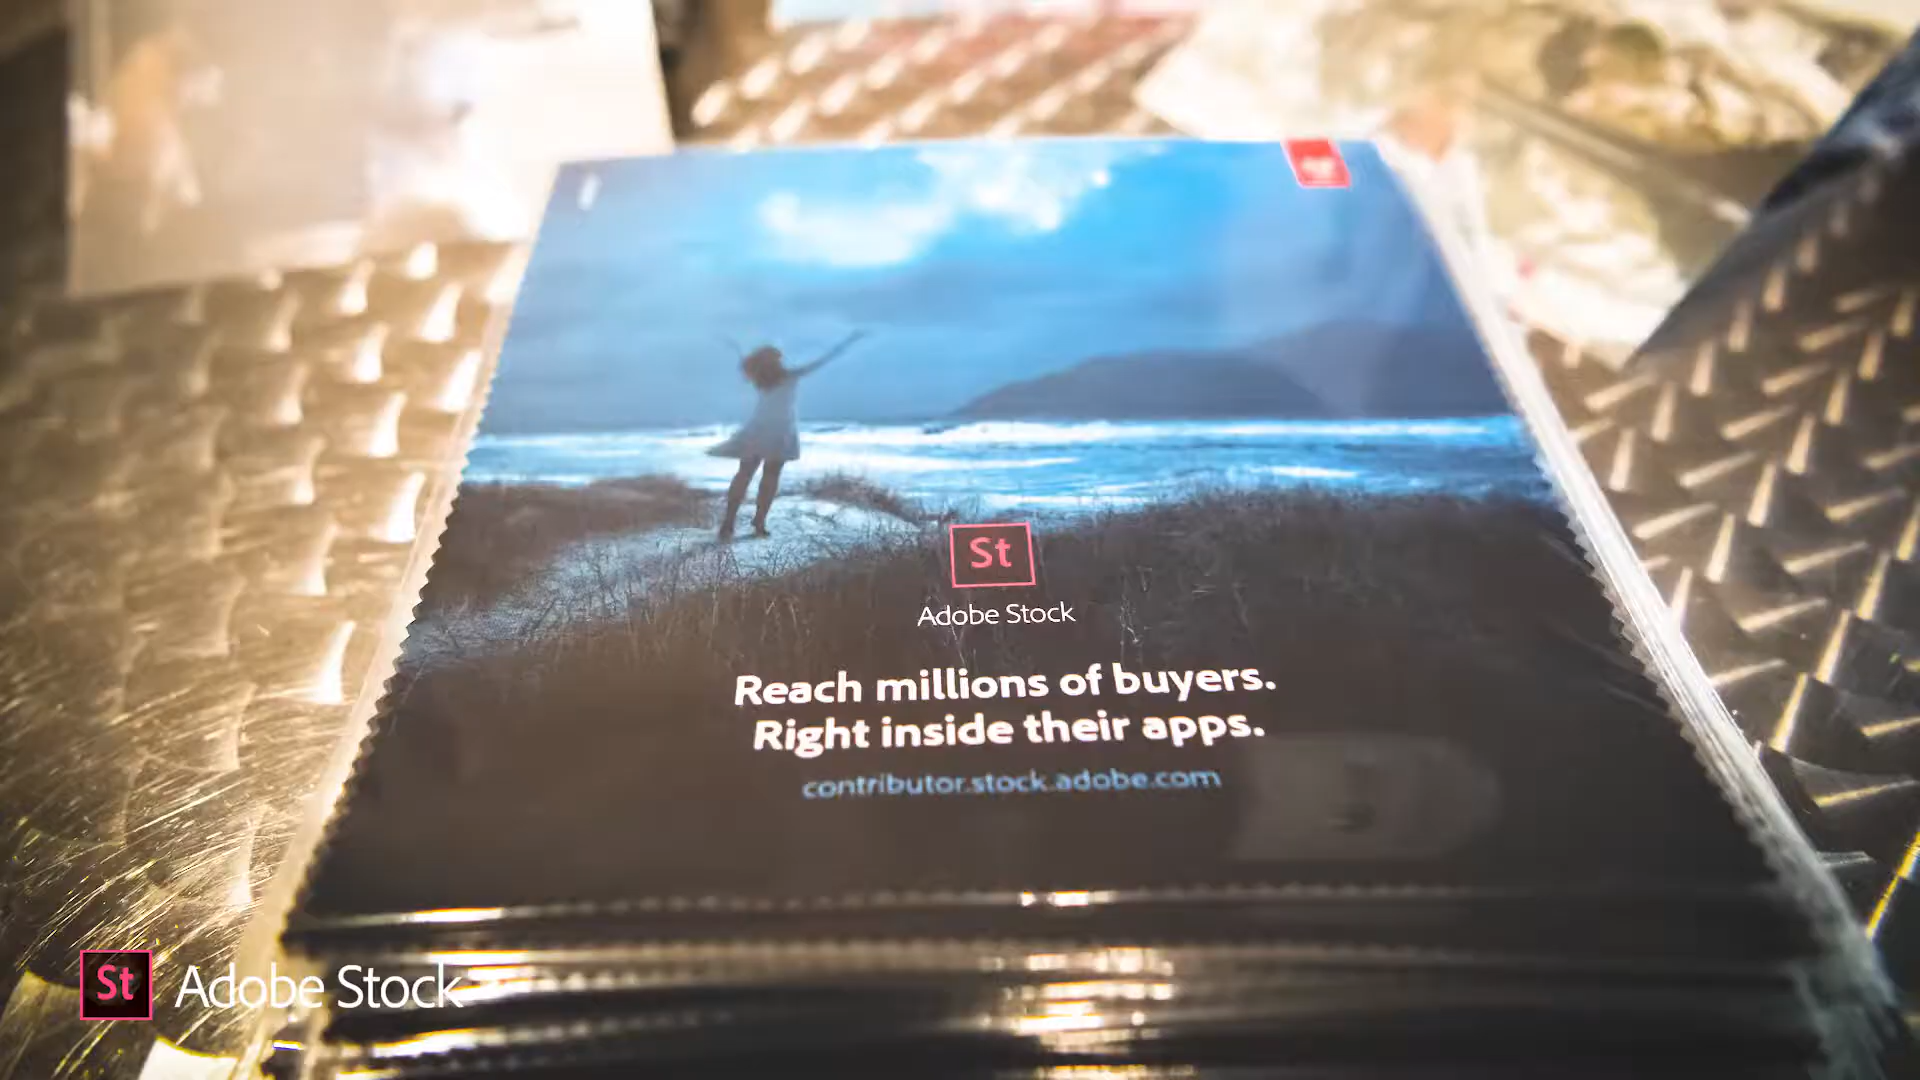 St
Adobe Stock
Reach millions of buyers.
Right inside their apps.
contributor.stock.adobe.com
St Adobe Stock